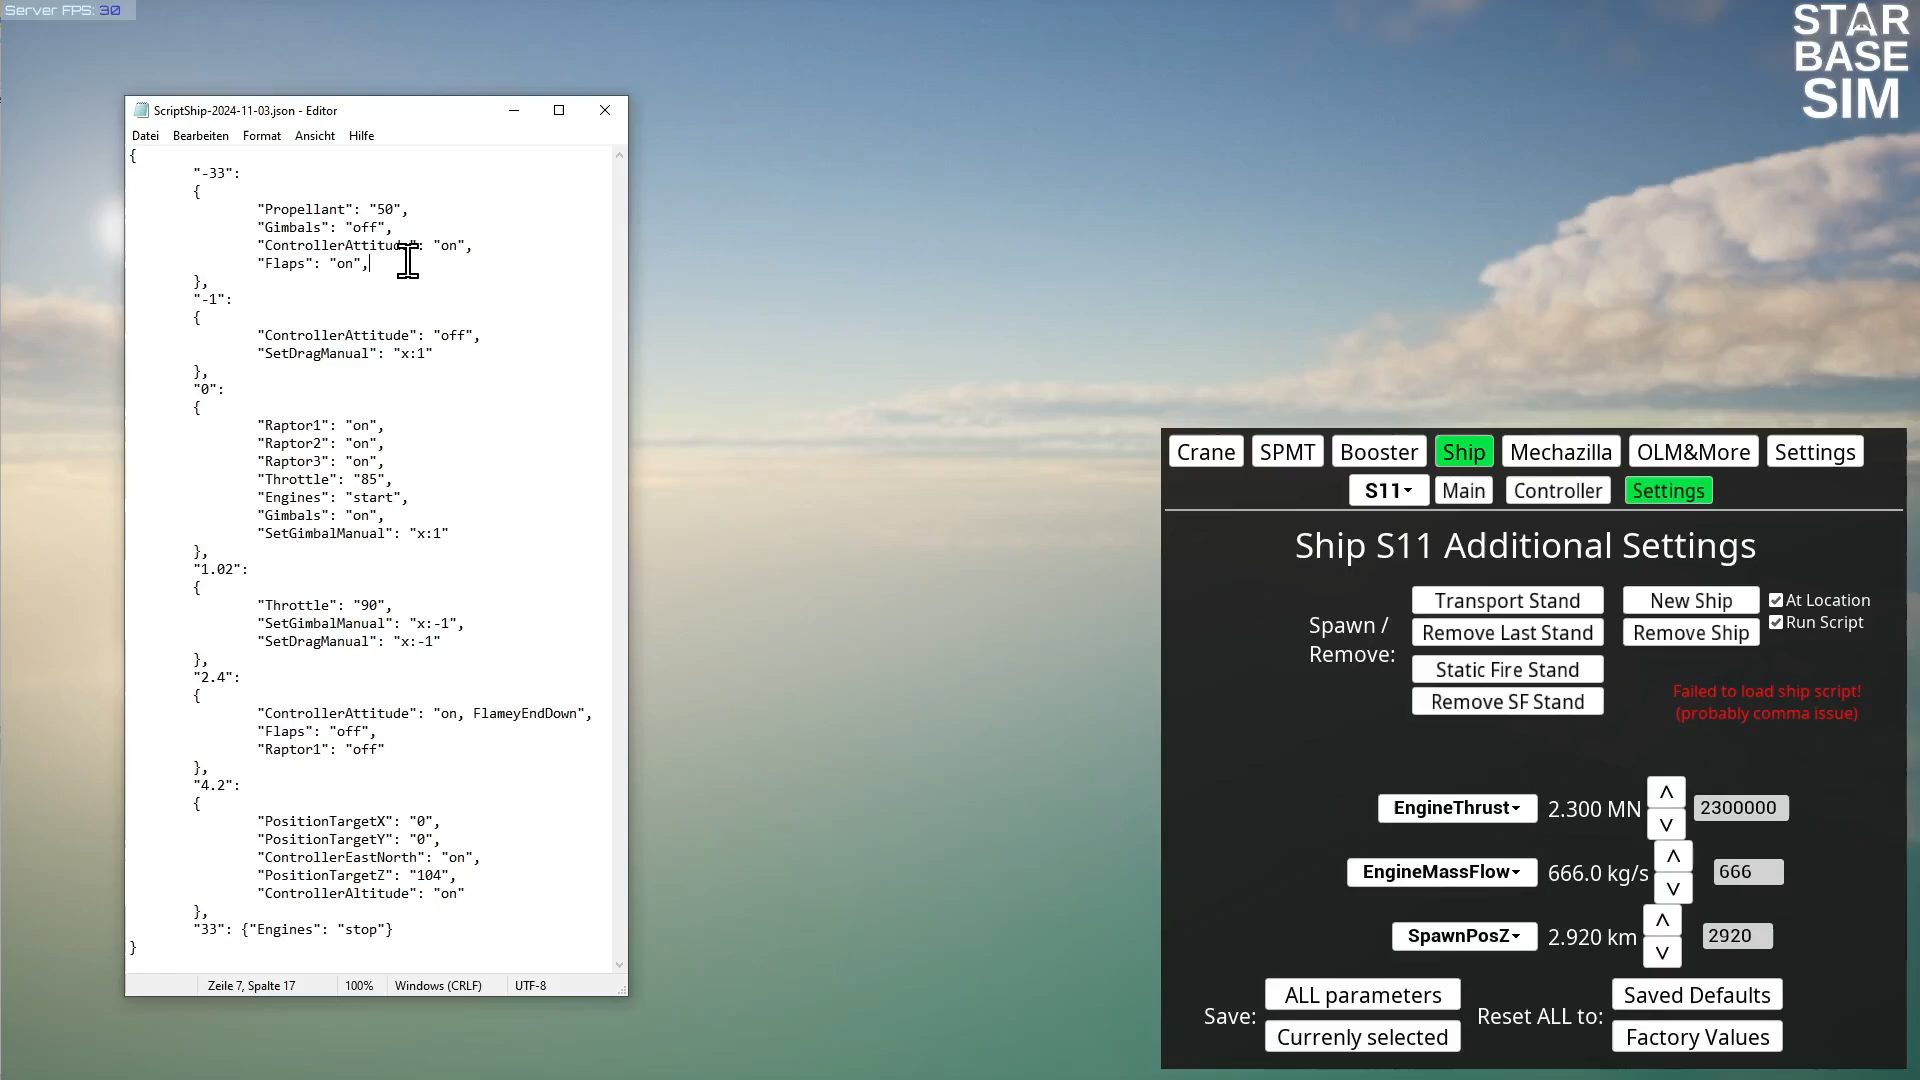 Server FPS: 30
STAR
BASE
SIM
ScriptShip-2024-11-03.json - Editor
Datei Bearbeiten Format Ansicht Hilfe
{
"-33":
{
"Propellant": "50",
"Gimbals": "off",
"ControllerAttitude": "on",
"Flaps": "on",
},
"-1":
{
"ControllerAttitude": "off",
"SetDragManual": "x:1"
},
"0":
{
"Raptor1": "on",
"Raptor2": "on",
"Raptor3": "on",
"Throttle": "85",
"Engines": "start",
"Gimbals": "on",
"SetGimbalManual": "x:1"
},
"1.02":
{
"Throttle": "90",
"SetGimbalManual": "x:-1",
"SetDragManual": "x:-1"
},
"2.4":
{
"ControllerAttitude": "on, FlameyEndDown",
"Flaps": "off",
"Raptor1": "off"
},
"4.2":
{
"PositionTargetX": "0",
"PositionTargetY": "0",
"ControllerEastNorth": "on",
"PositionTargetZ": "104",
"ControllerAltitude": "on"
},
"33": {"Engines": "stop"}
}
Zeile 7, Spalte 17 100% Windows (CRLF) UTF-8
Crane SPMT Booster Ship Mechazilla OLM&More Settings
S11 Main Controller Settings
Ship S11 Additional Settings
Spawn /
Remove:
Transport Stand
Remove Last Stand
Static Fire Stand
Remove SF Stand
New Ship
Remove Ship
At Location
Run Script
Failed to load ship script!
(probably comma issue)
EngineThrust 2.300 MN 2300000
EngineMassFlow 666.0 kg/s 666
SpawnPosZ 2.920 km 2920
Save:
ALL parameters
Currenly selected
Reset ALL to:
Saved Defaults
Factory Values